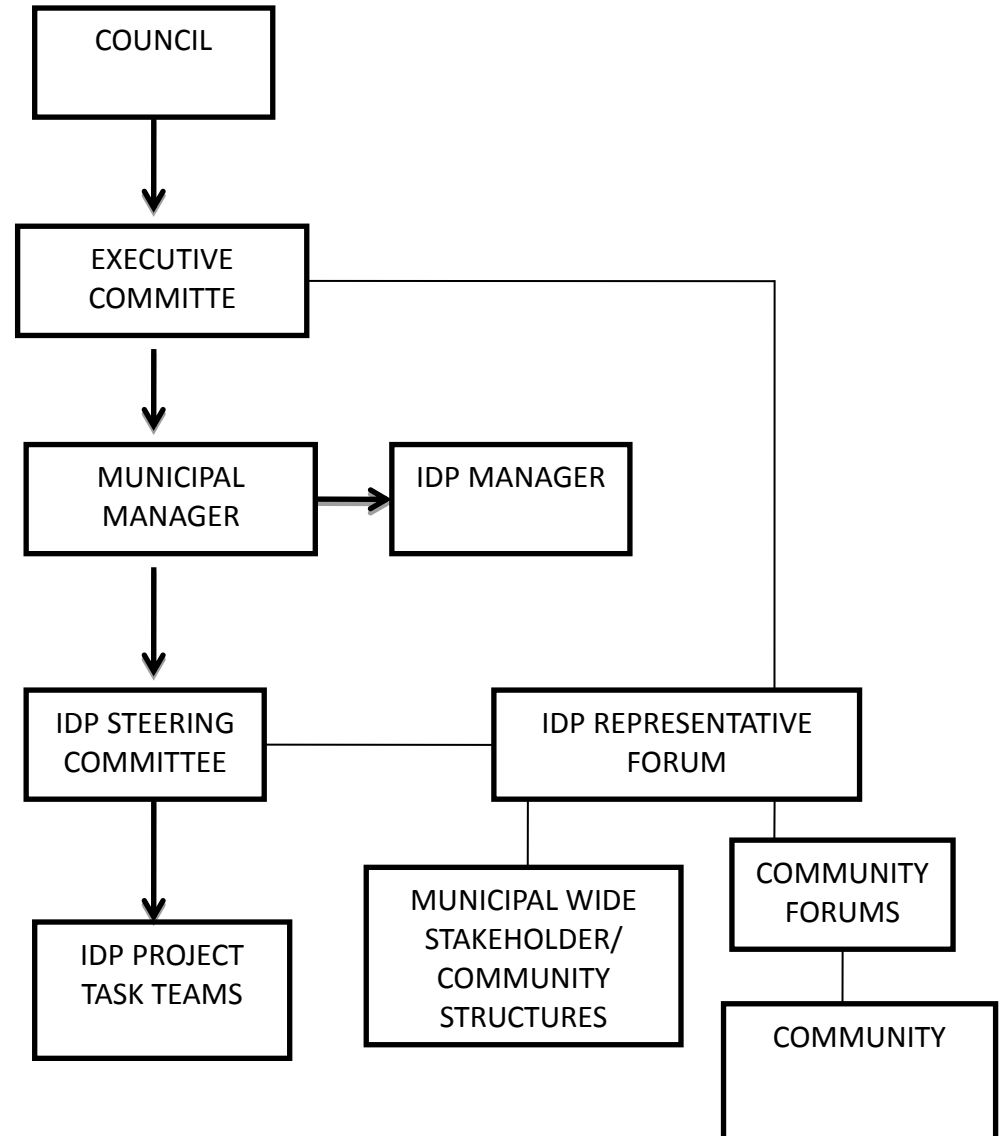 COUNCIL
EXECUTIVE
COMMITTE
MUNICIPAL
MANAGER
IDP MANAGER
IDP STEERING
COMMITTEE
IDP REPRESENTATIVE
FORUM
IDP PROJECT
TASK TEAMS
MUNICIPAL WIDE
STAKEHOLDER/
COMMUNITY
STRUCTURES
COMMUNITY
FORUMS
COMMUNITY